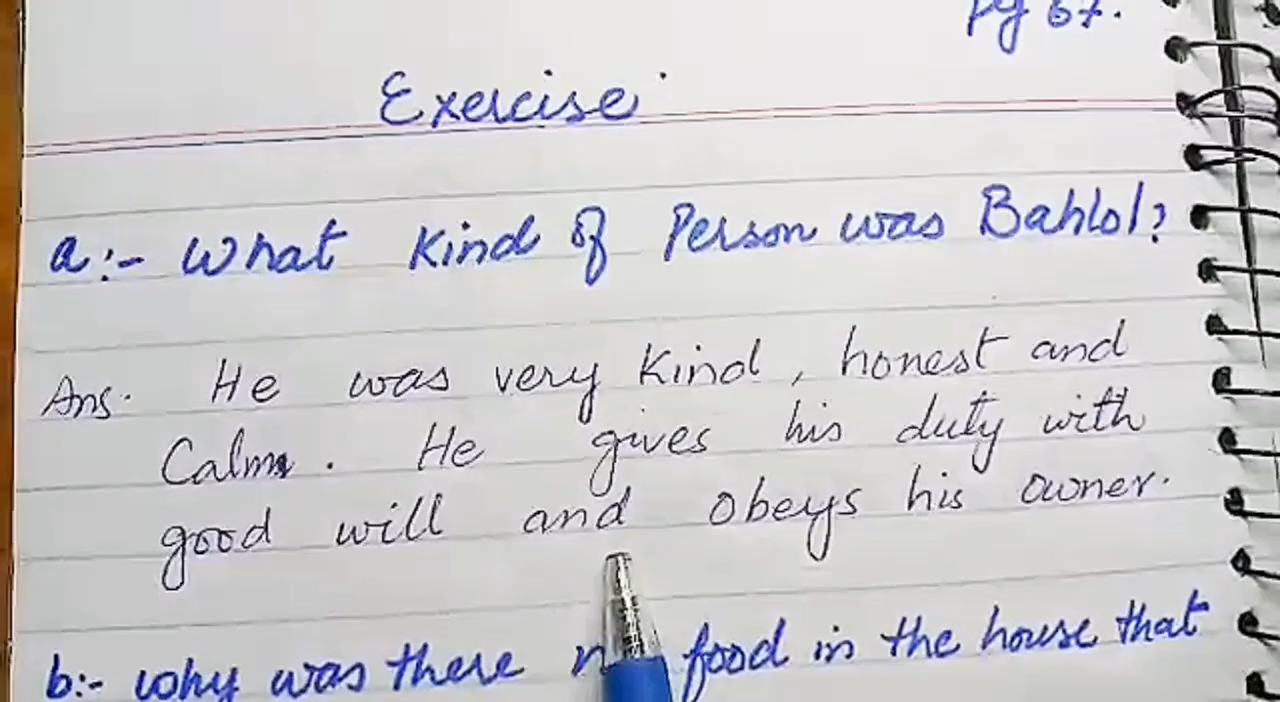 Pg 67.
Exercise
a:- What Kind of Person was Bahlol?
Ans. He was very Kind, honest and
Calm. He gives his duty with
good will and obeys his owner.
b:- why was there food in the house that